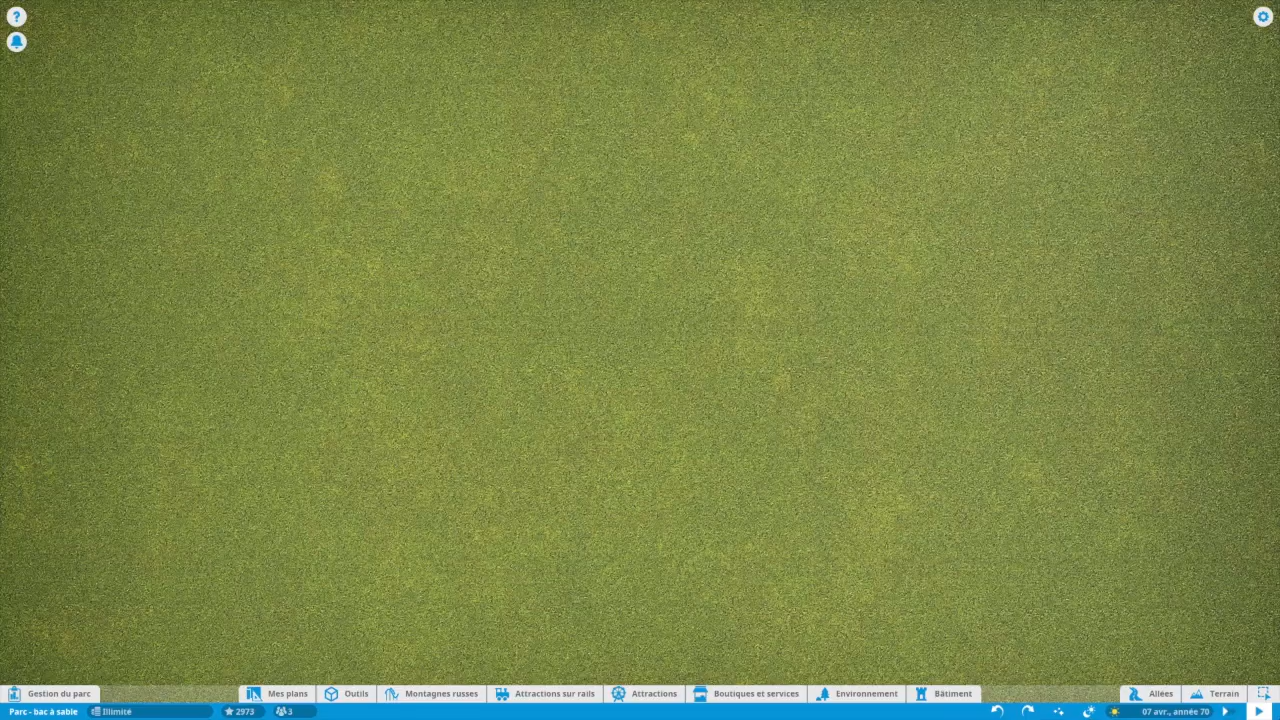 ?
Gestion du parc
Mes plans
Outils
Montagnes russes
Attractions sur rails
Attractions
Boutiques et services
Environnement
Bâtiment
Allées
Terrain
Parc - bac à sable
Illimité
2973
3
07 avr., année 70